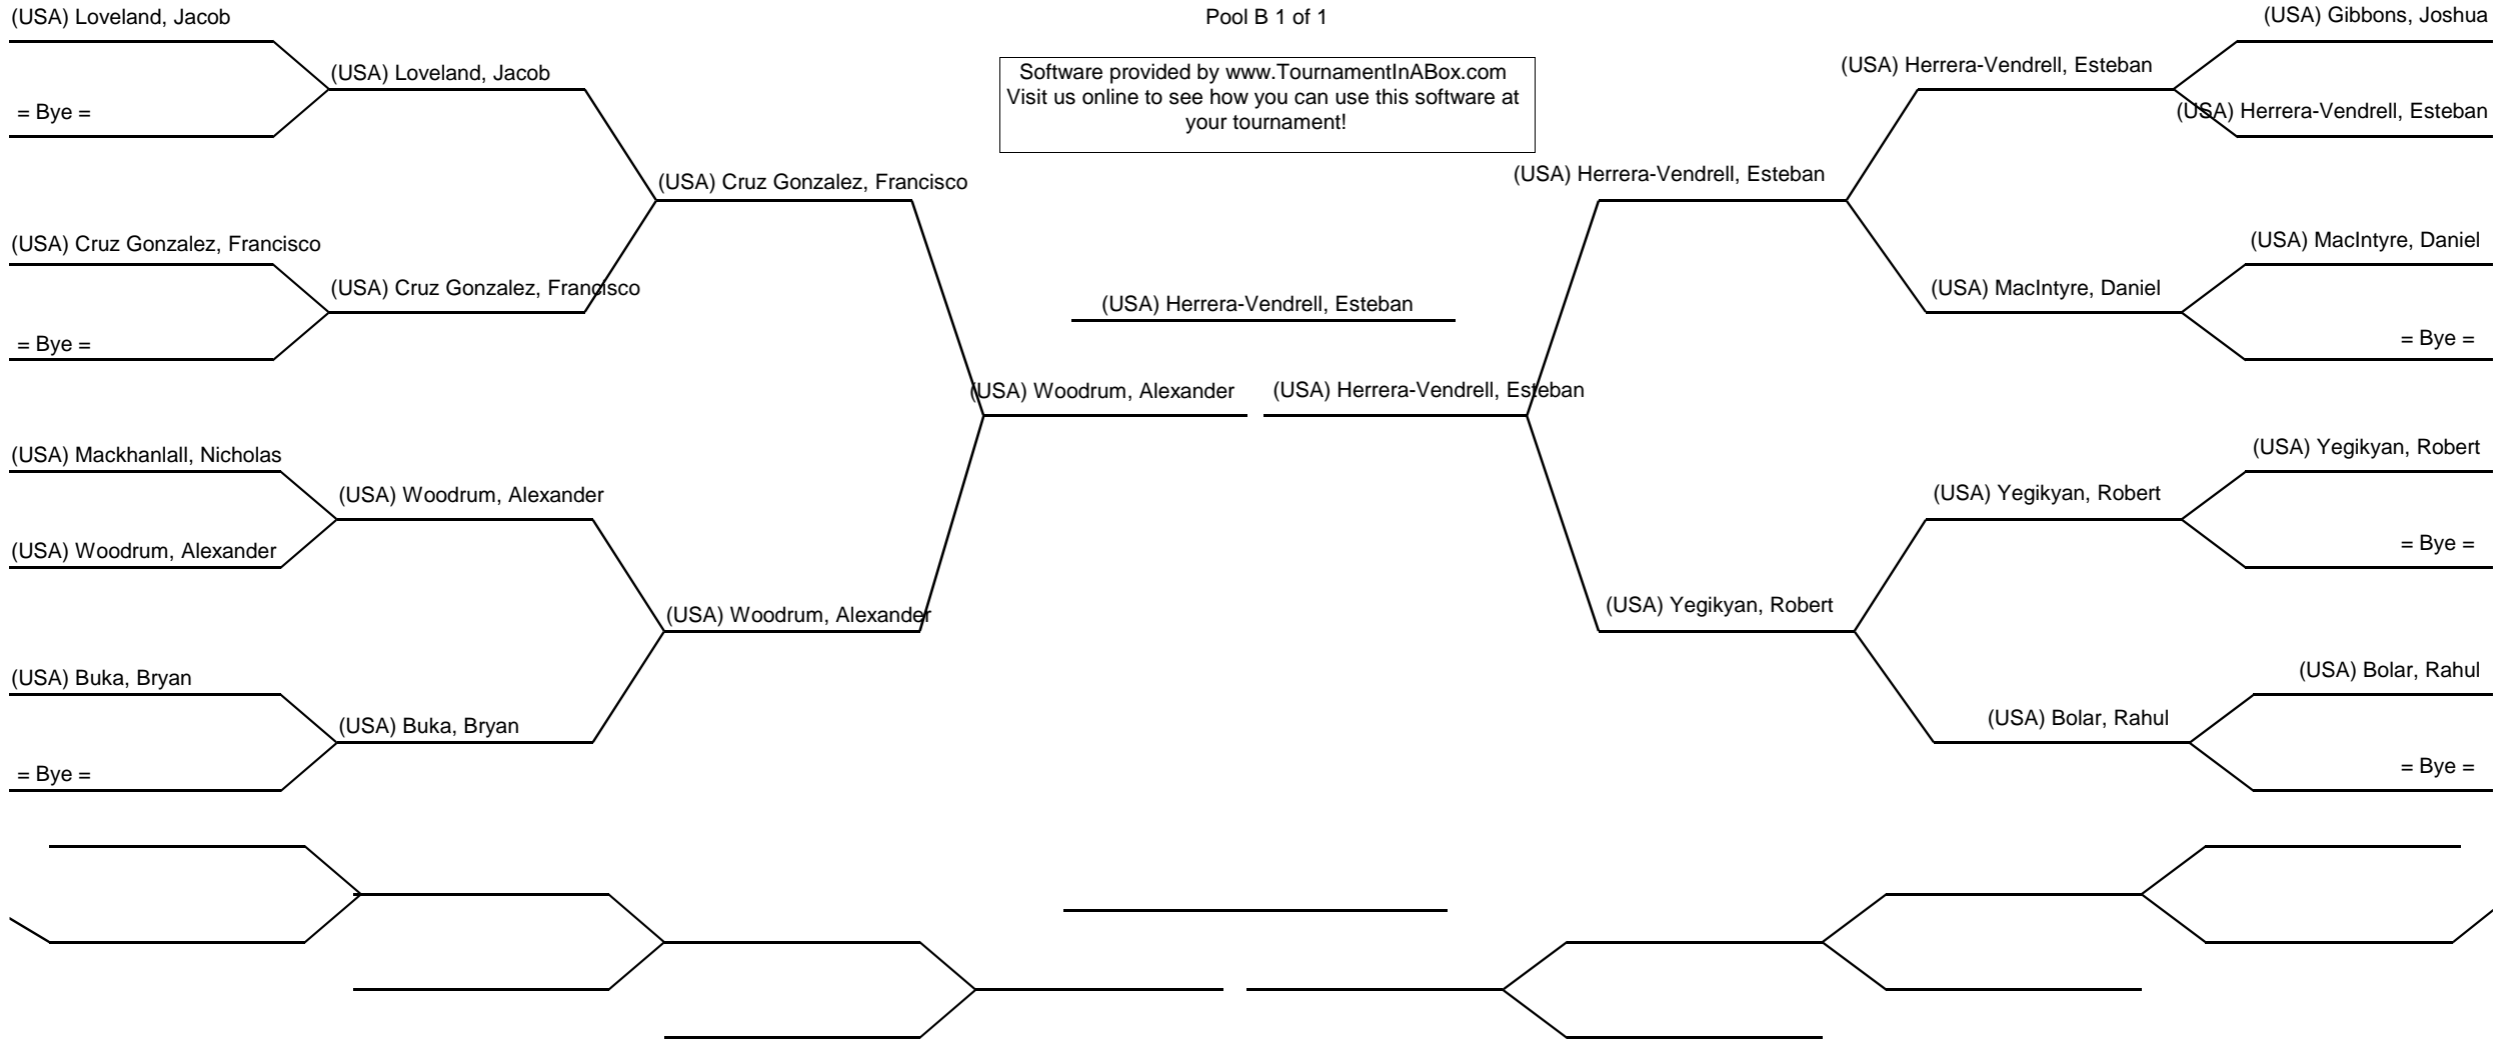 (USA) Loveland, Jacob
Pool B 1 of 1
(USA) Gibbons, Joshua
(USA) Loveland, Jacob
Software provided by www.TournamentInABox.com
Visit us online to see how you can use this software at
your tournament!
(USA) Herrera-Vendrell, Esteban
= Bye =
(USA) Herrera-Vendrell, Esteban
(USA) Cruz Gonzalez, Francisco
(USA) Herrera-Vendrell, Esteban
(USA) Cruz Gonzalez, Francisco
(USA) MacIntyre, Daniel
(USA) Cruz Gonzalez, Francisco
(USA) Herrera-Vendrell, Esteban
(USA) MacIntyre, Daniel
= Bye =
= Bye =
(USA) Woodrum, Alexander
(USA) Herrera-Vendrell, Esteban
(USA) Mackhanlall, Nicholas
(USA) Yegikyan, Robert
(USA) Woodrum, Alexander
(USA) Yegikyan, Robert
(USA) Woodrum, Alexander
= Bye =
(USA) Woodrum, Alexander
(USA) Yegikyan, Robert
(USA) Buka, Bryan
(USA) Bolar, Rahul
(USA) Buka, Bryan
(USA) Bolar, Rahul
= Bye =
= Bye =